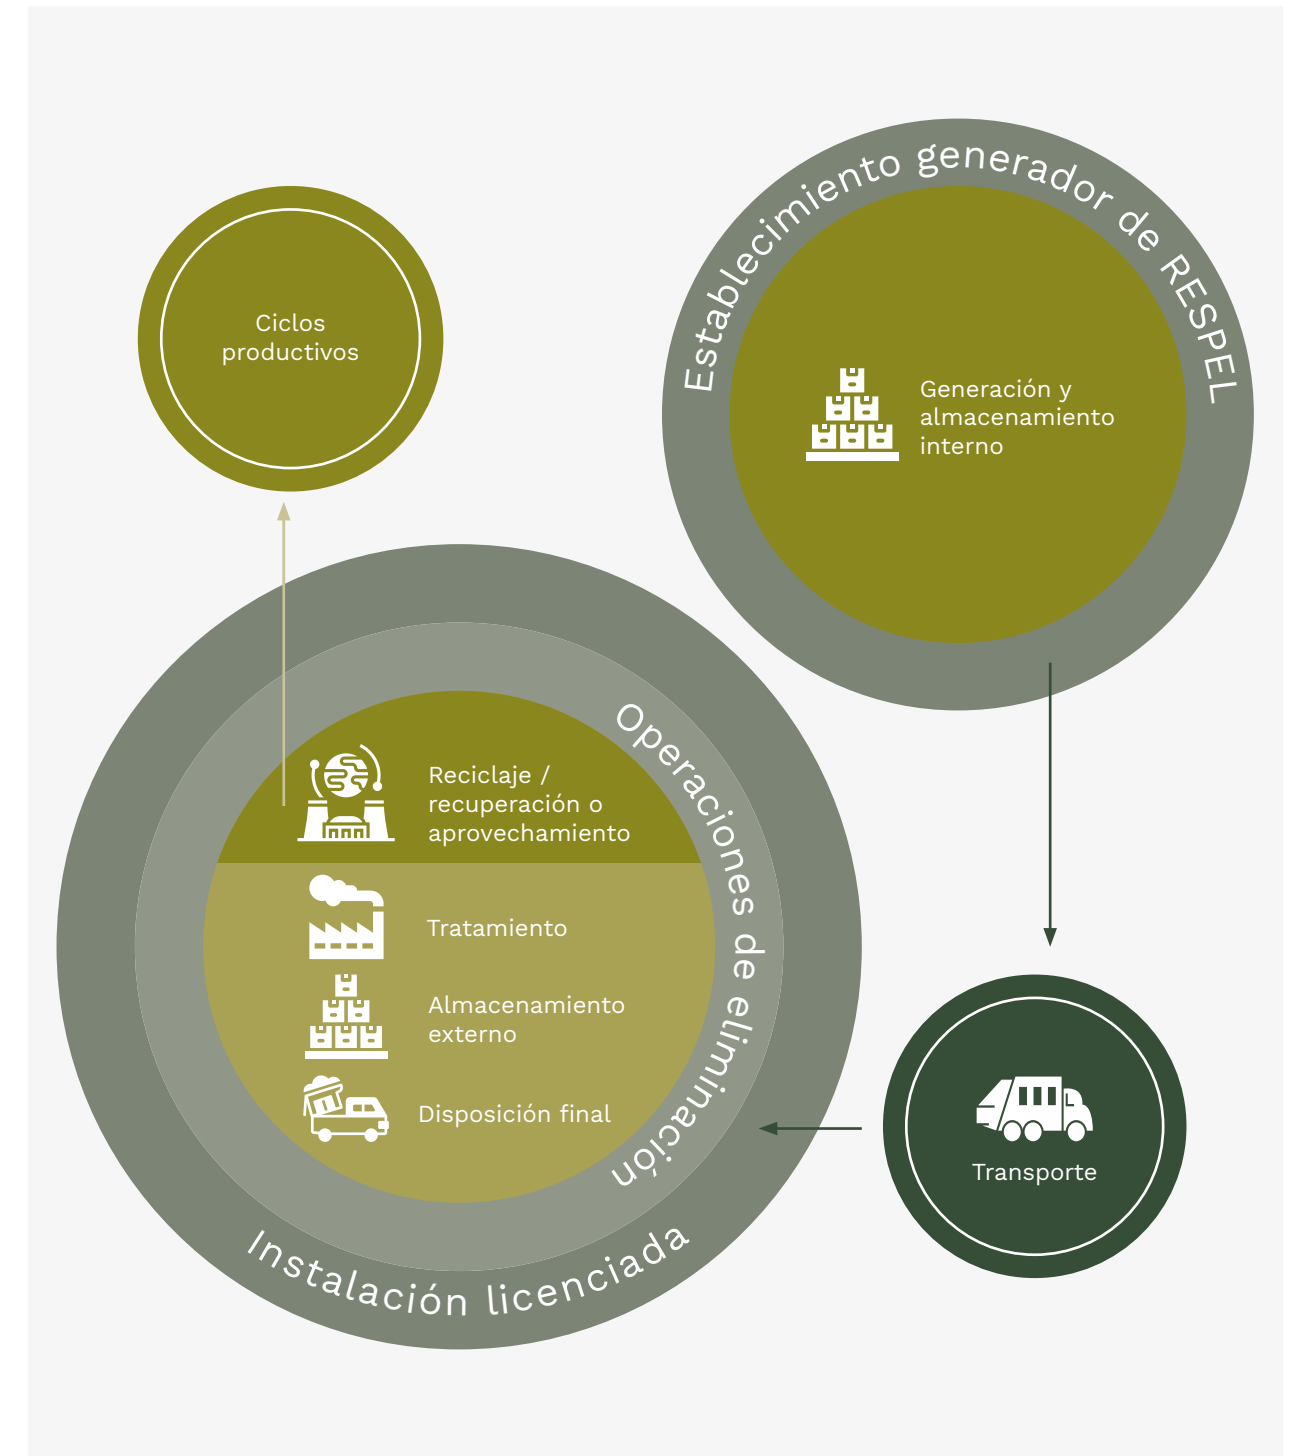 Establecimiento generador de RESPEL
Ciclos
productivos
Generación y
almacenamiento
interno
Operaciones de eliminación
Reciclaje /
recuperación o
aprovechamiento
Tratamiento
Almacenamiento
externo
Disposición final
Transporte
Instalación licenciada